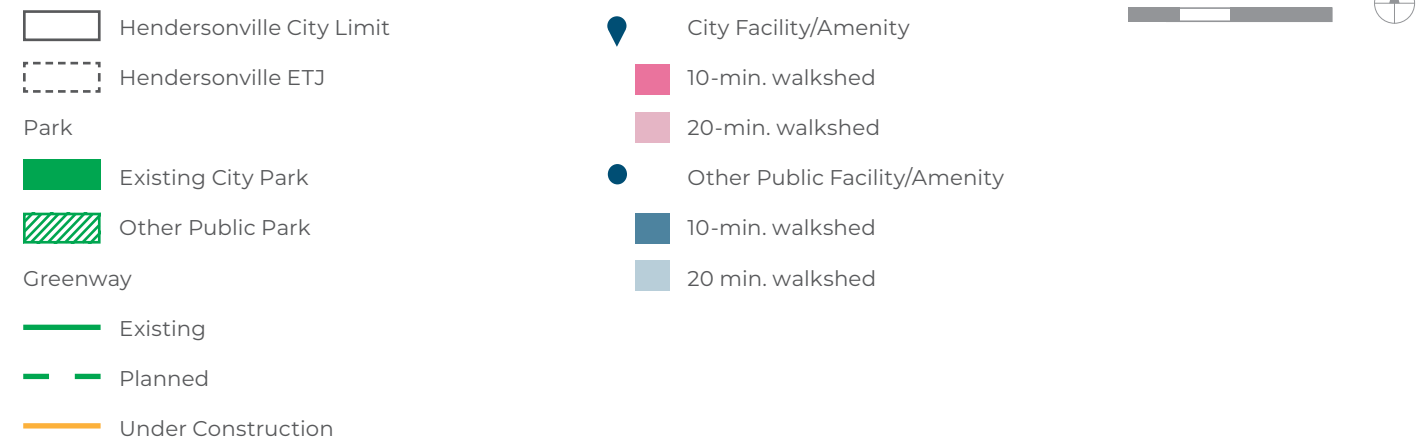 Hendersonville City Limit
Hendersonville ETJ
Park
Existing City Park
Other Public Park
Greenway
Existing
Planned
Under Construction
City Facility/Amenity
10-min. walkshed
20-min. walkshed
Other Public Facility/Amenity
10-min. walkshed
20 min. walkshed